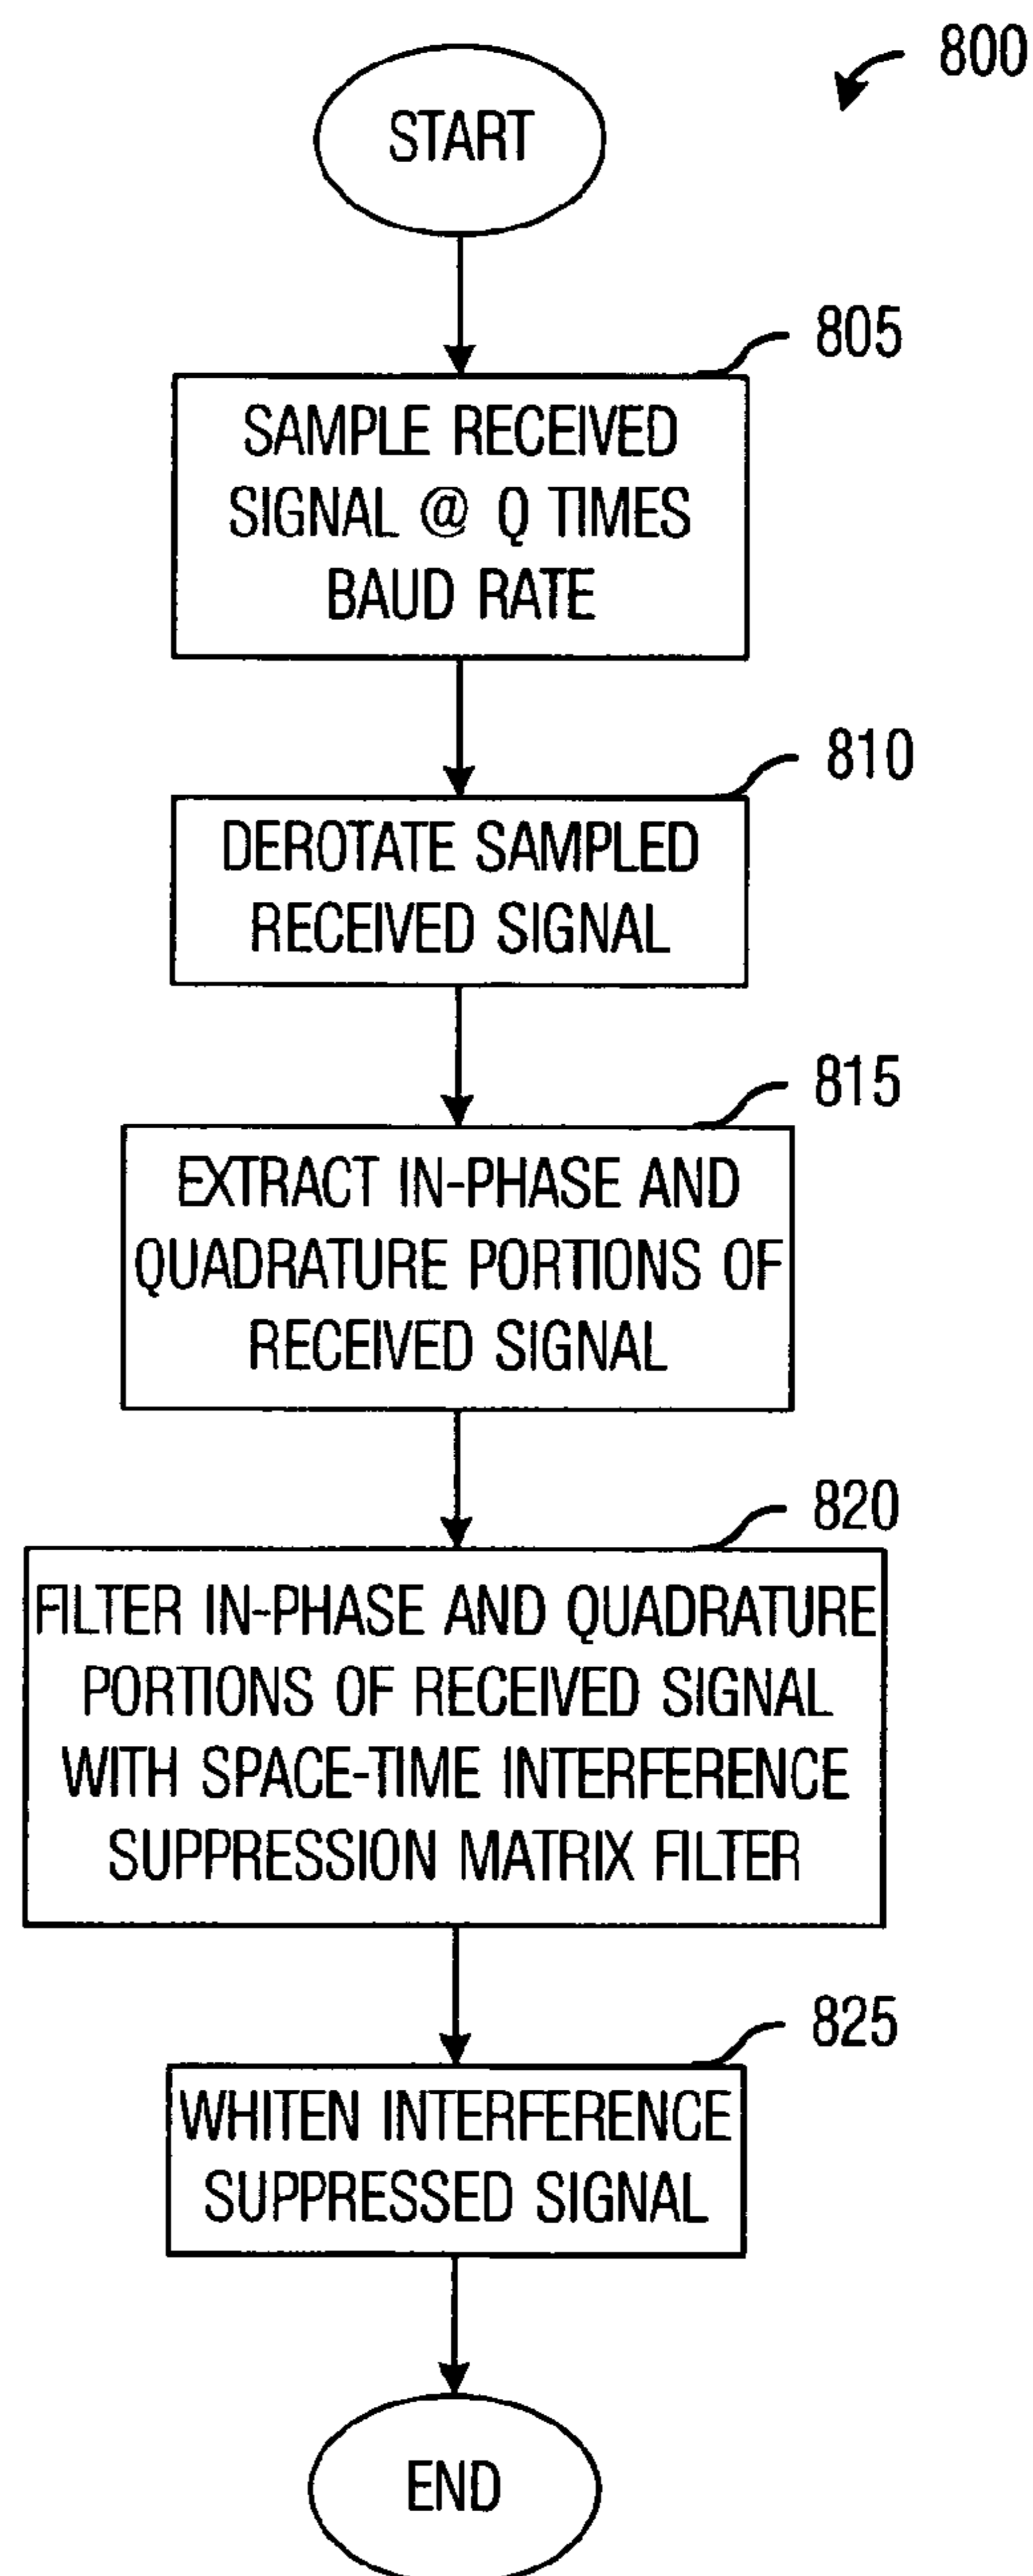 800
START
805
SAMPLE RECEIVED
SIGNAL @ Q TIMES
BAUD RATE
810
DEROTATE SAMPLED
RECEIVED SIGNAL
815
EXTRACT IN-PHASE AND
QUADRATURE PORTIONS OF
RECEIVED SIGNAL
820
FILTER IN-PHASE AND QUADRATURE
PORTIONS OF RECEIVED SIGNAL
WITH SPACE-TIME INTERFERENCE
SUPPRESSION MATRIX FILTER
825
WHITEN INTERFERENCE
SUPPRESSED SIGNAL
END